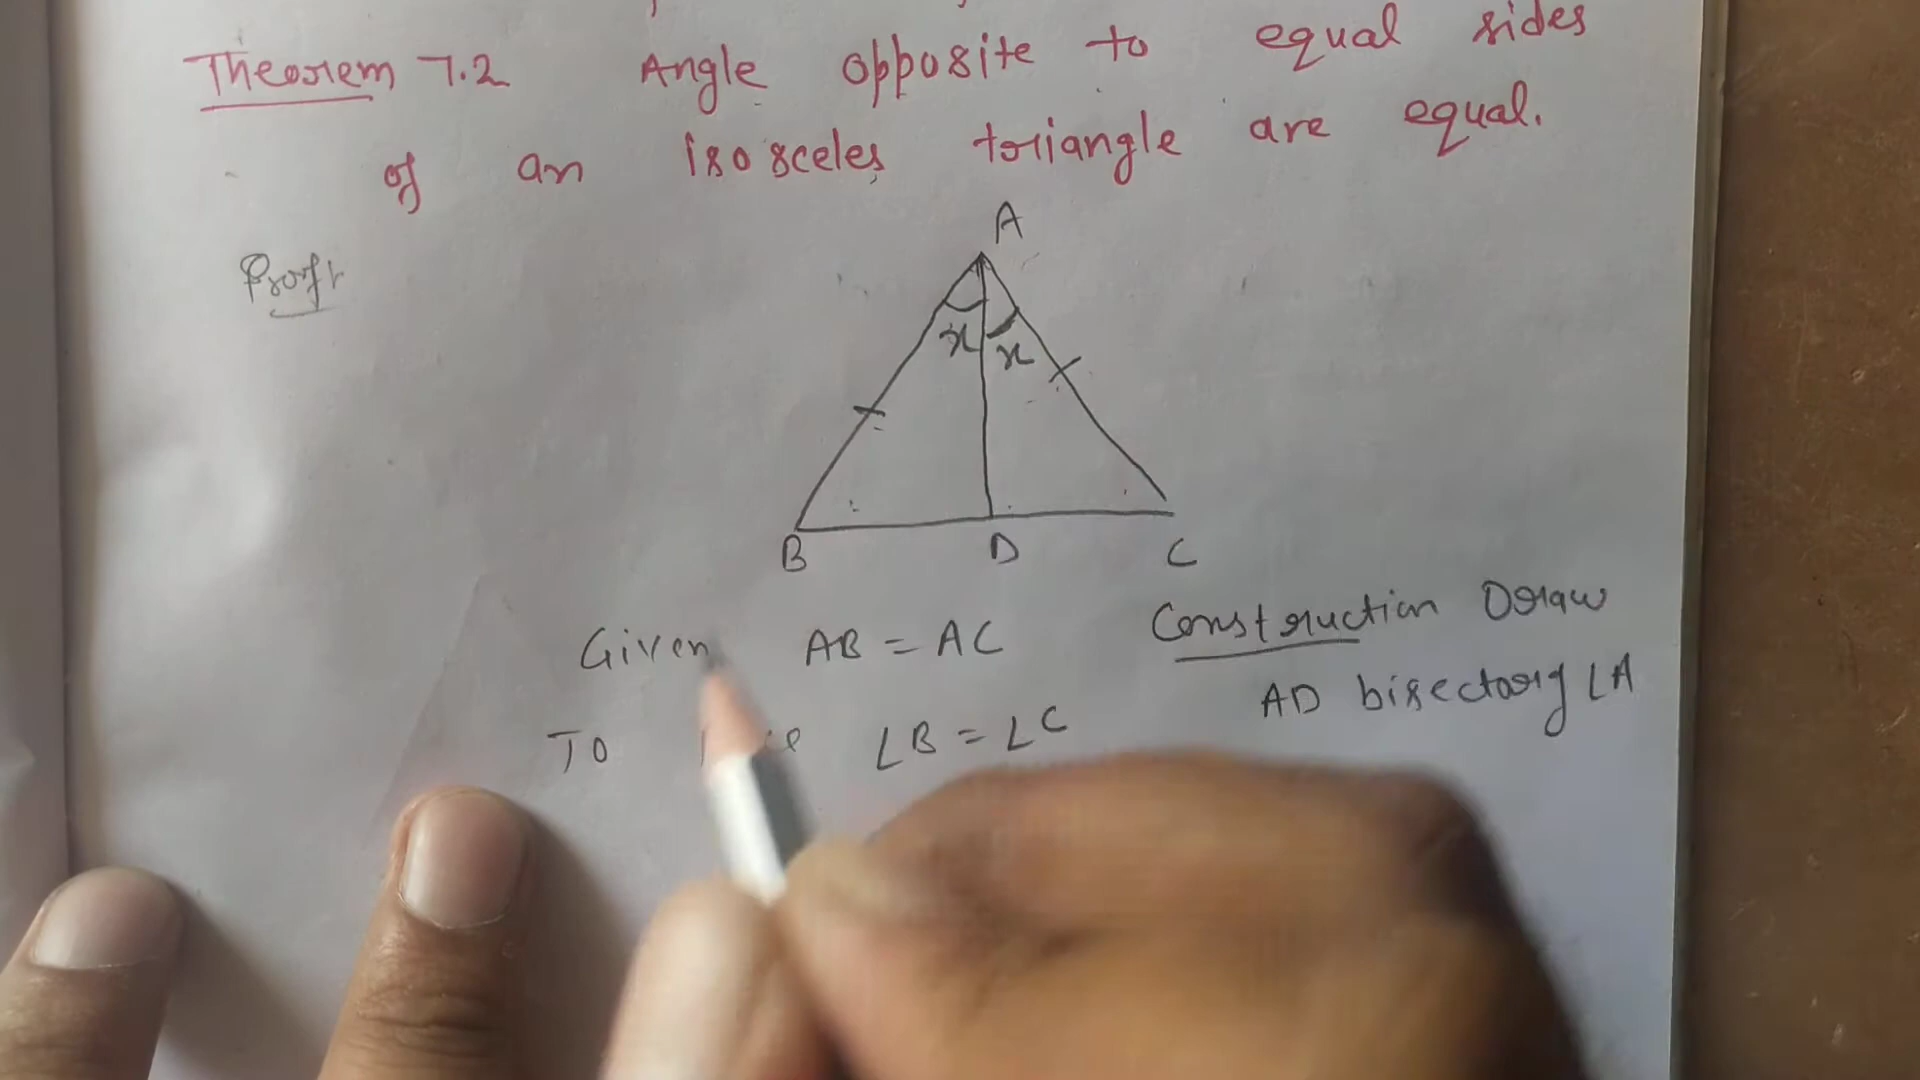 Theorem 7.2 Angle opposite to equal sides
of an isosceles triangle are equal.
Proof
A
x x
B D C
Given AB = AC
To ∠B = ∠C
Construction Draw
AD bisectorig ∠A